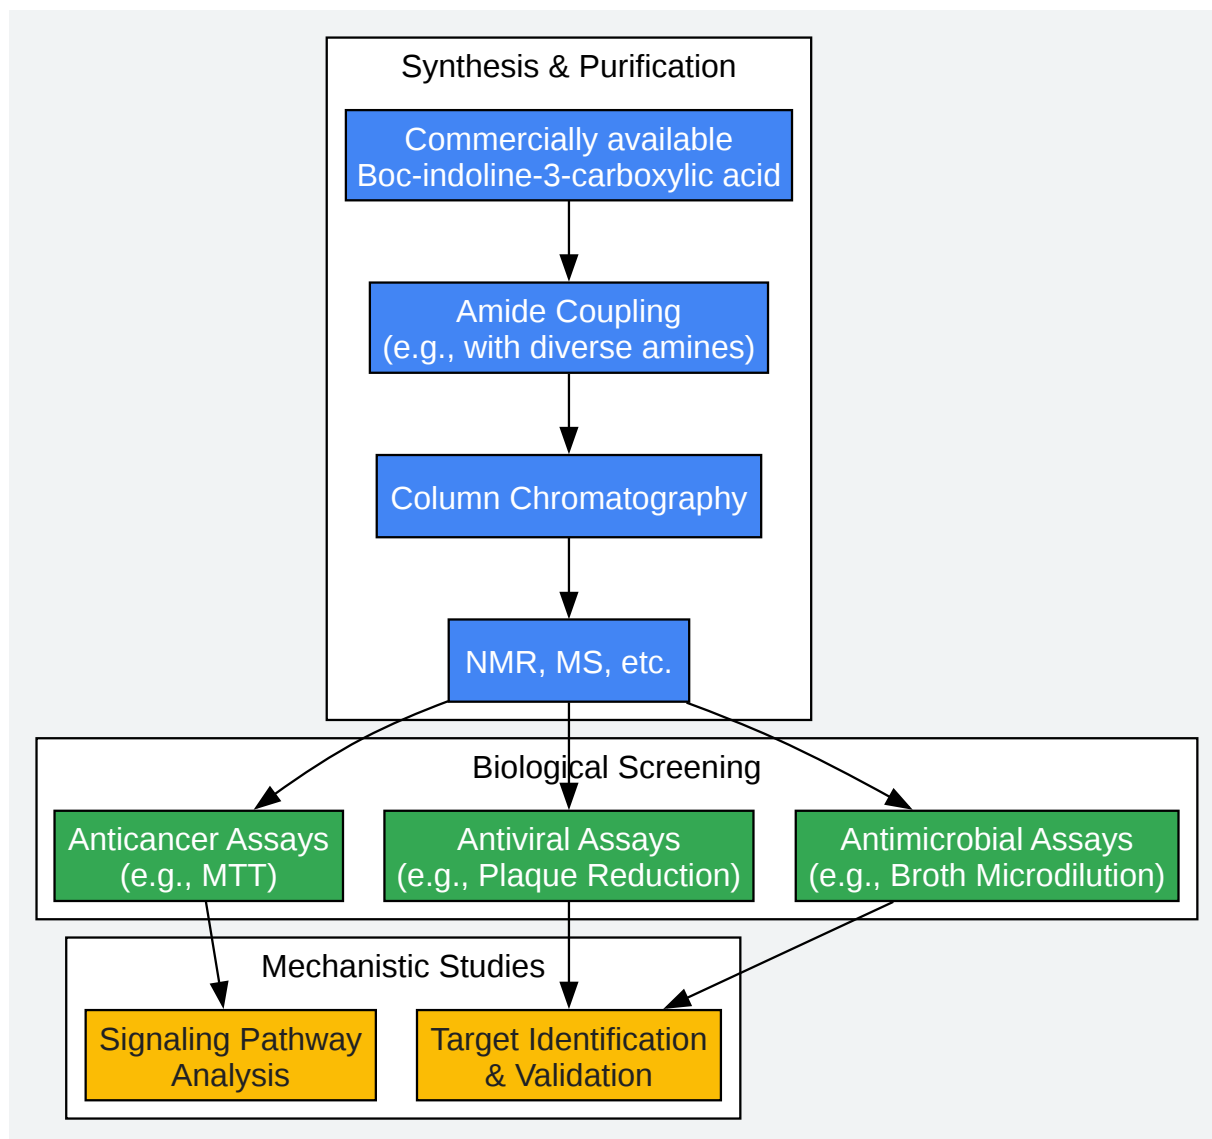 Synthesis & Purification
Commercially available
Boc-indoline-3-carboxylic acid
Amide Coupling
(e.g., with diverse amines)
Column Chromatography
NMR, MS, etc.
Biological Screening
Anticancer Assays
(e.g., MTT)
Antiviral Assays
(e.g., Plaque Reduction)
Antimicrobial Assays
(e.g., Broth Microdilution)
Mechanistic Studies
Signaling Pathway
Analysis
Target Identification
& Validation